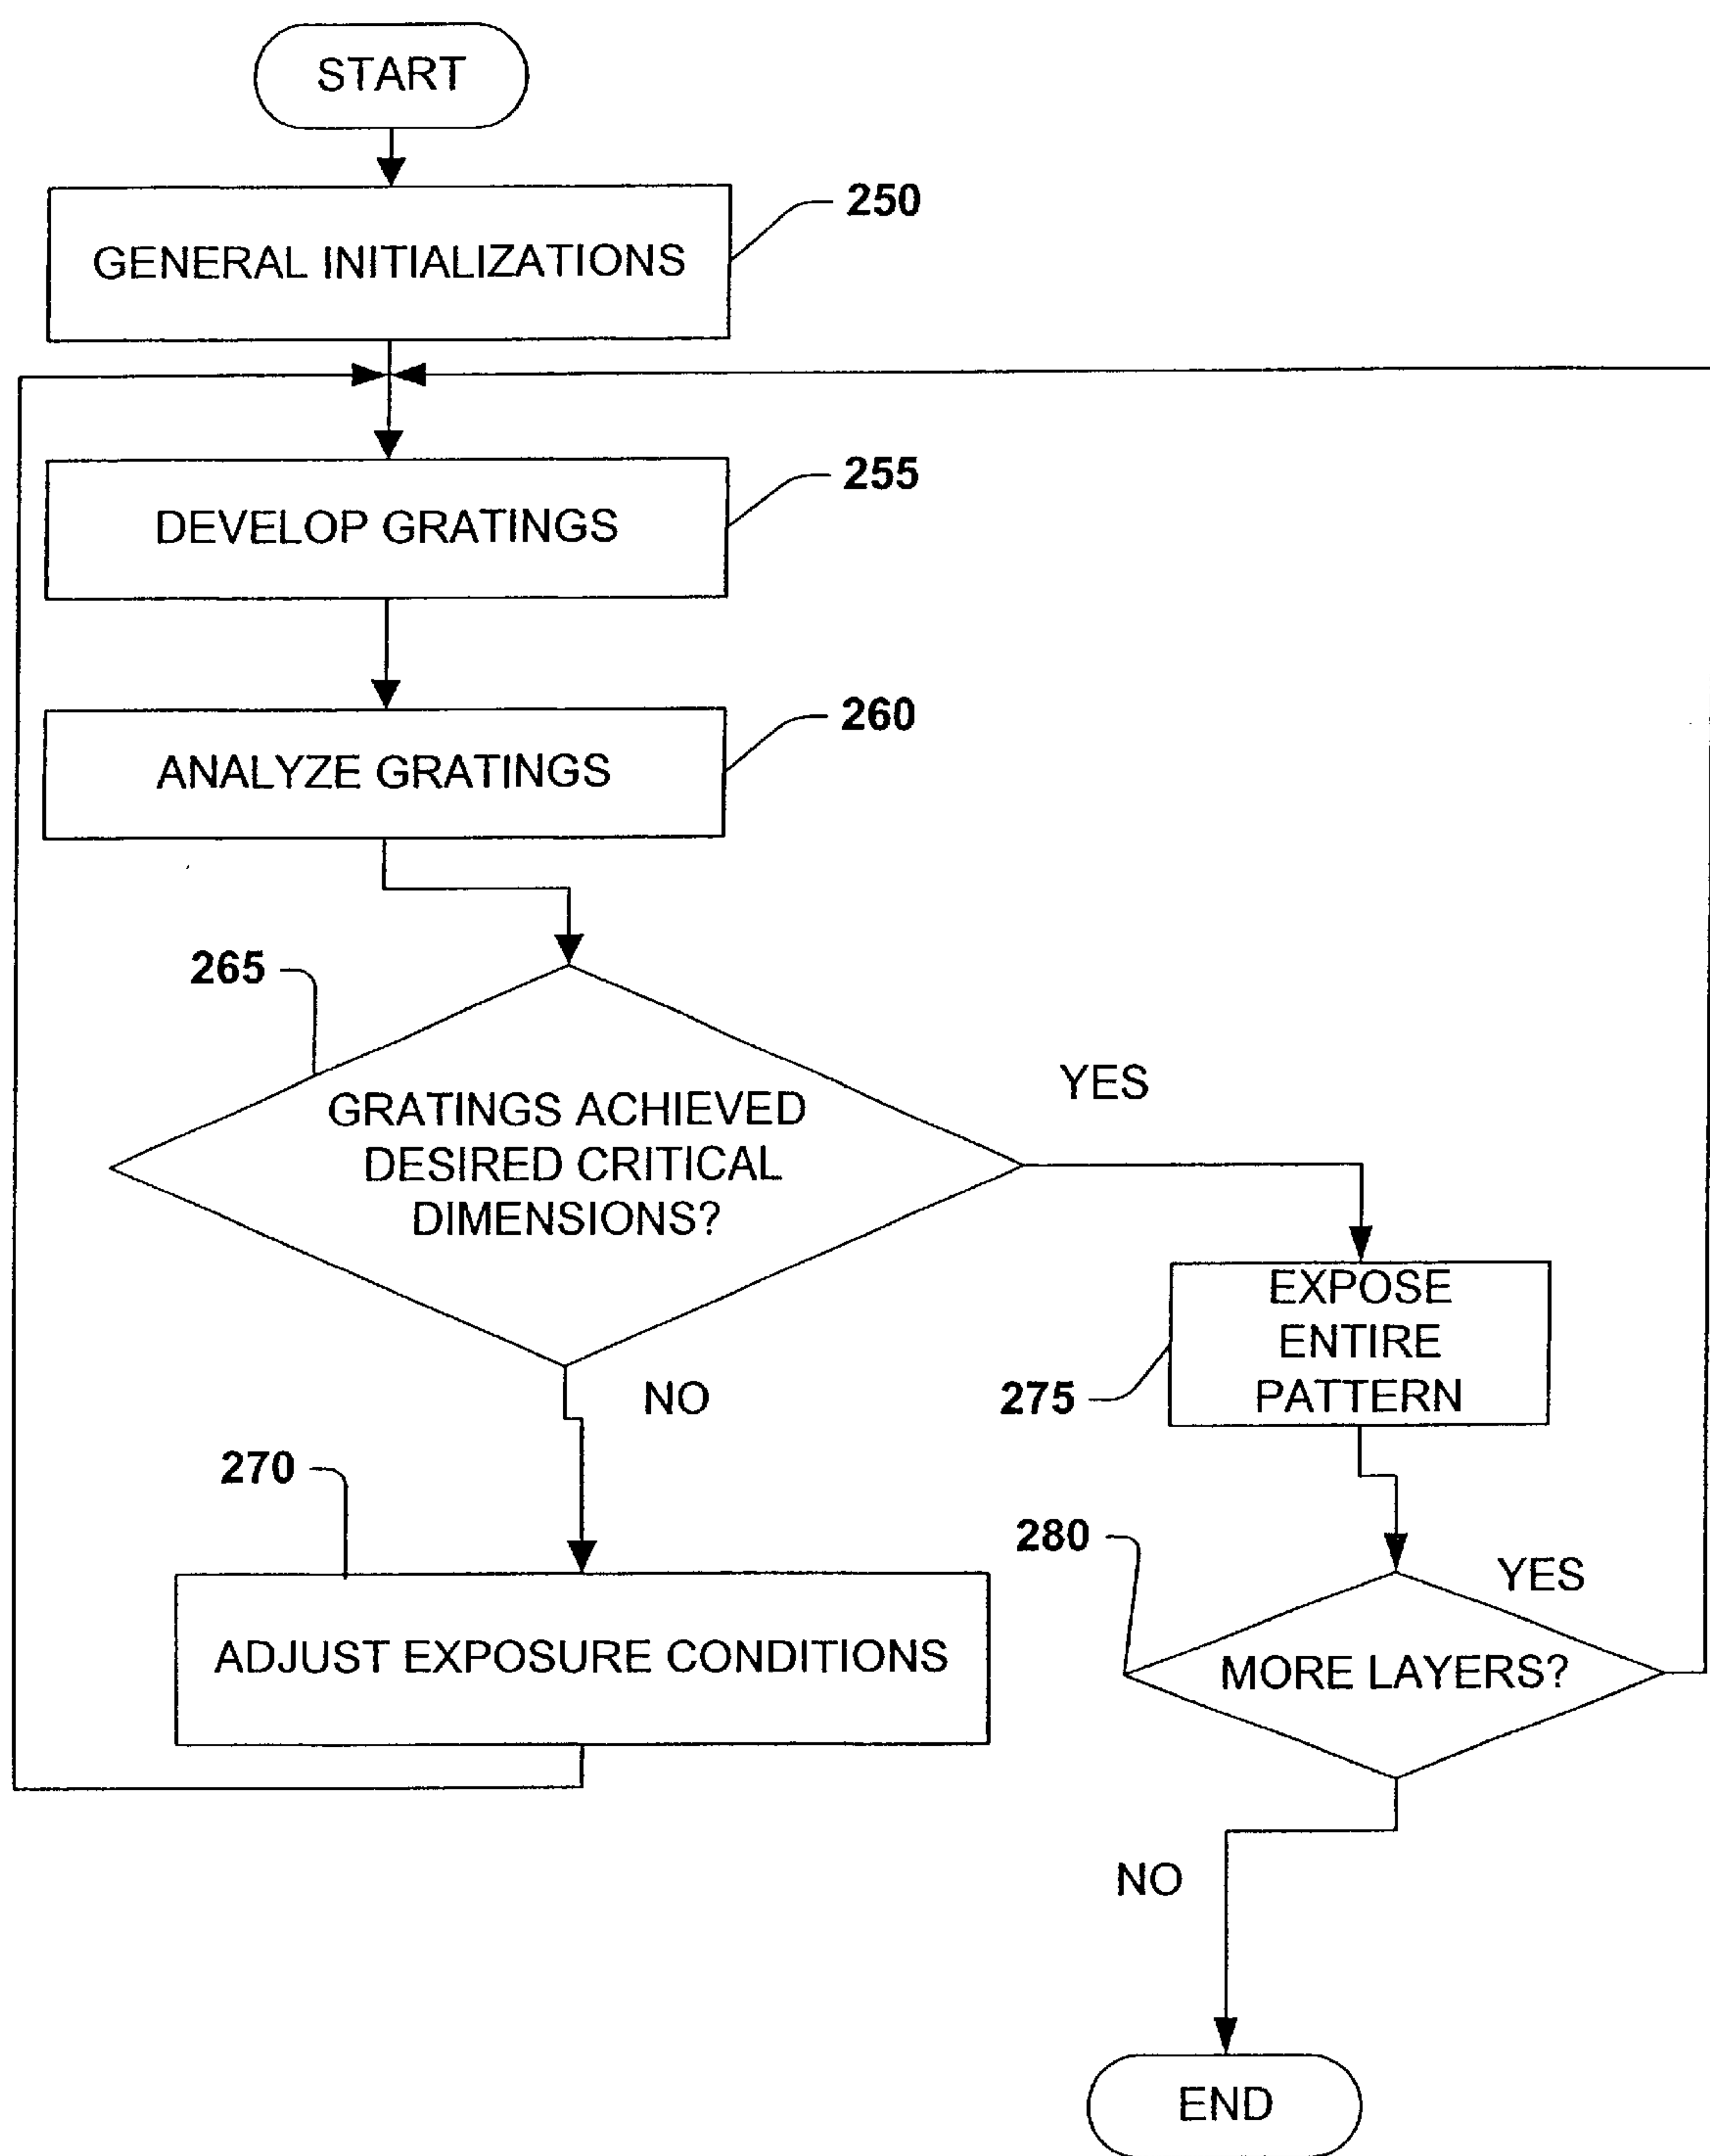 START
250
GENERAL INITIALIZATIONS
255
DEVELOP GRATINGS
260
ANALYZE GRATINGS
265
GRATINGS ACHIEVED
DESIRED CRITICAL
DIMENSIONS?
YES
NO
270
ADJUST EXPOSURE CONDITIONS
EXPOSE
ENTIRE
PATTERN
275
280
YES
MORE LAYERS?
NO
END